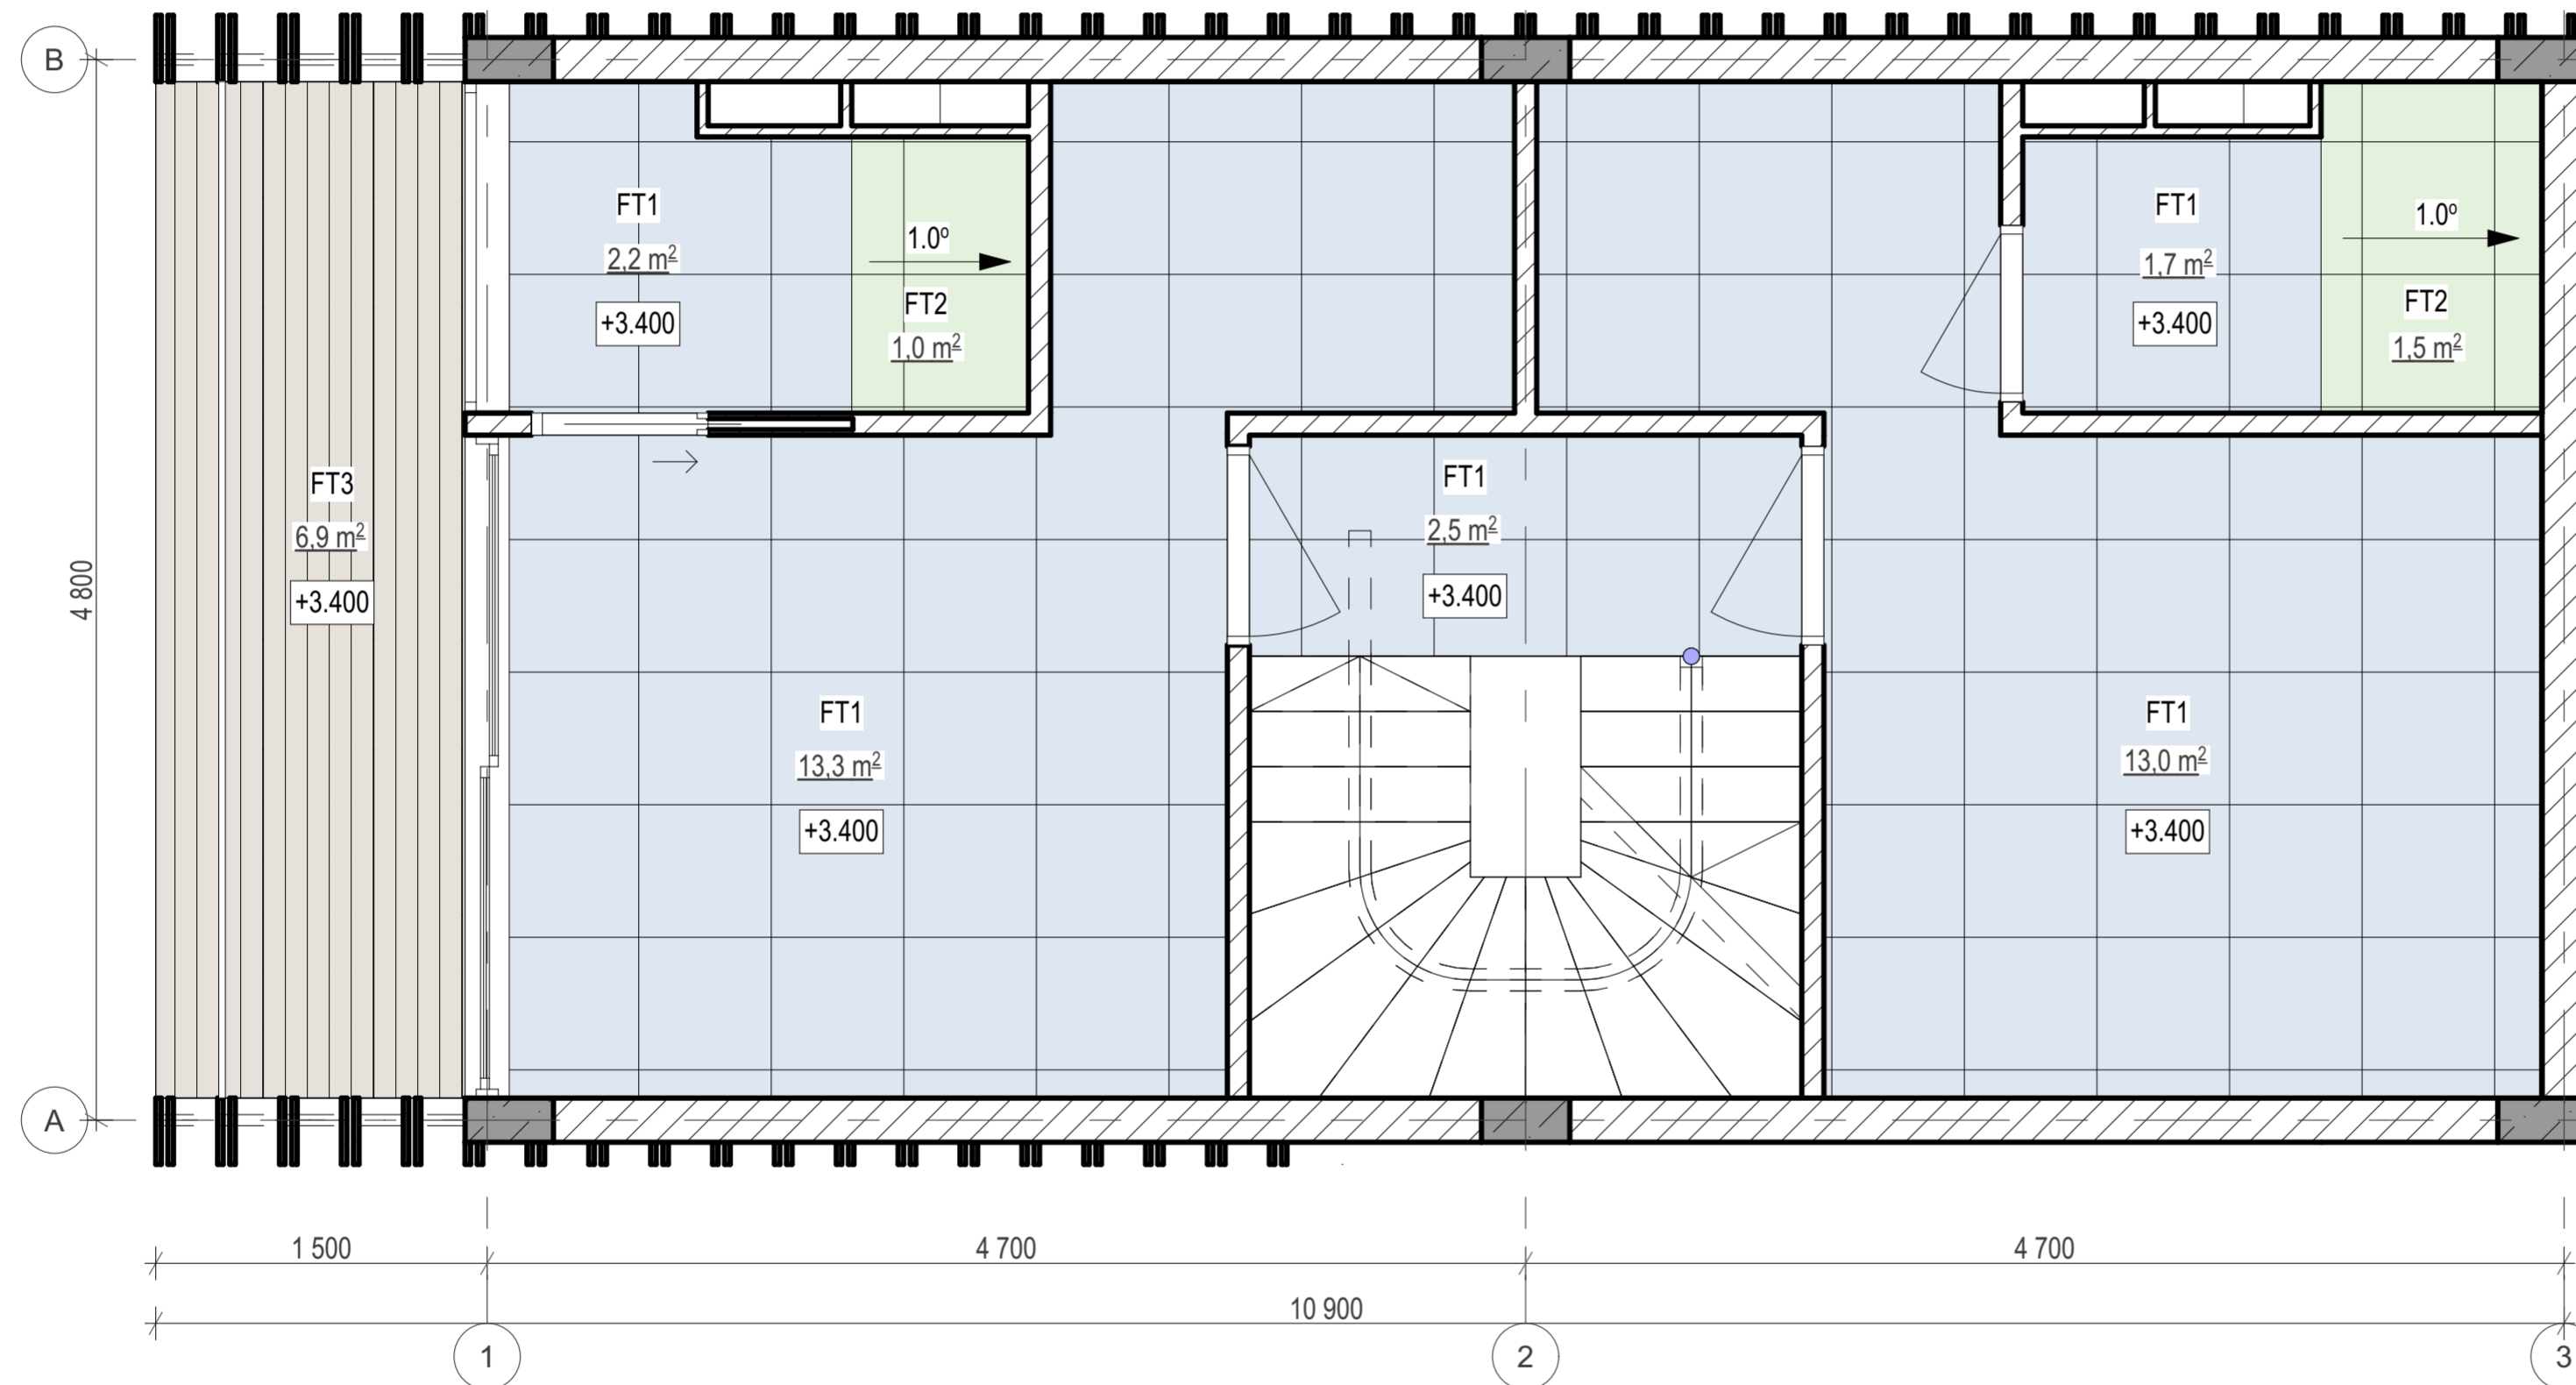 B
FT1
2,2 m²
+3.400
1.0º
FT2
1,0 m²
FT1
1,7 m²
+3.400
1.0º
FT2
1,5 m²
FT3
6,9 m²
+3.400
4 800
FT1
2,5 m²
+3.400
FT1
13,3 m²
+3.400
FT1
13,0 m²
+3.400
A
1 500
4 700
4 700
10 900
1
2
3